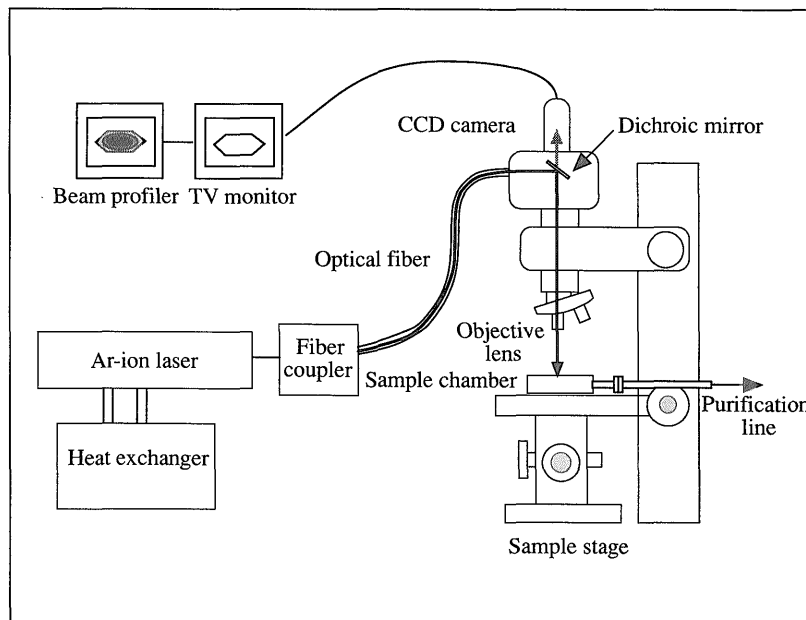 CCD camera
Dichroic mirror
Beam profiler
TV monitor
Optical fiber
Objective
lens
Ar-ion laser
Fiber
coupler
Sample chamber
Purification
line
Heat exchanger
Sample stage